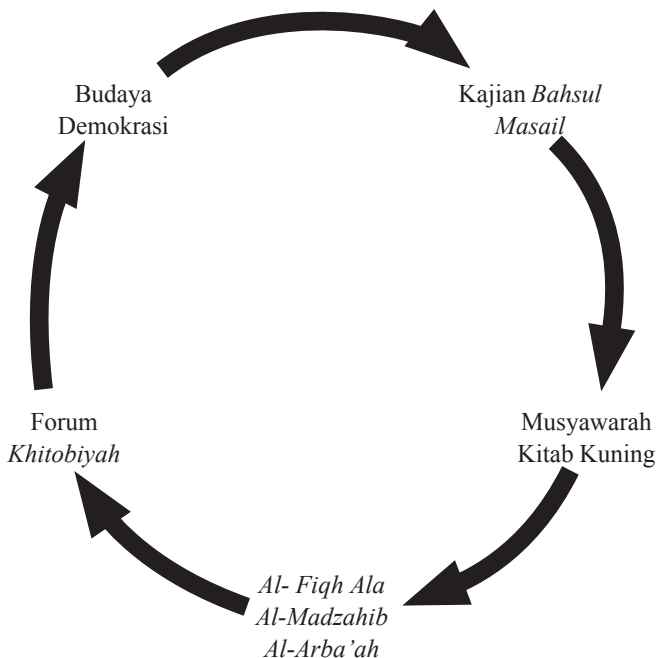 Budaya
Demokrasi
Kajian Bahsul
Masail
Musyawarah
Kitab Kuning
Al- Fiqh Ala
Al-Madzahib
Al-Arba’ah
Forum
Khitobiyah